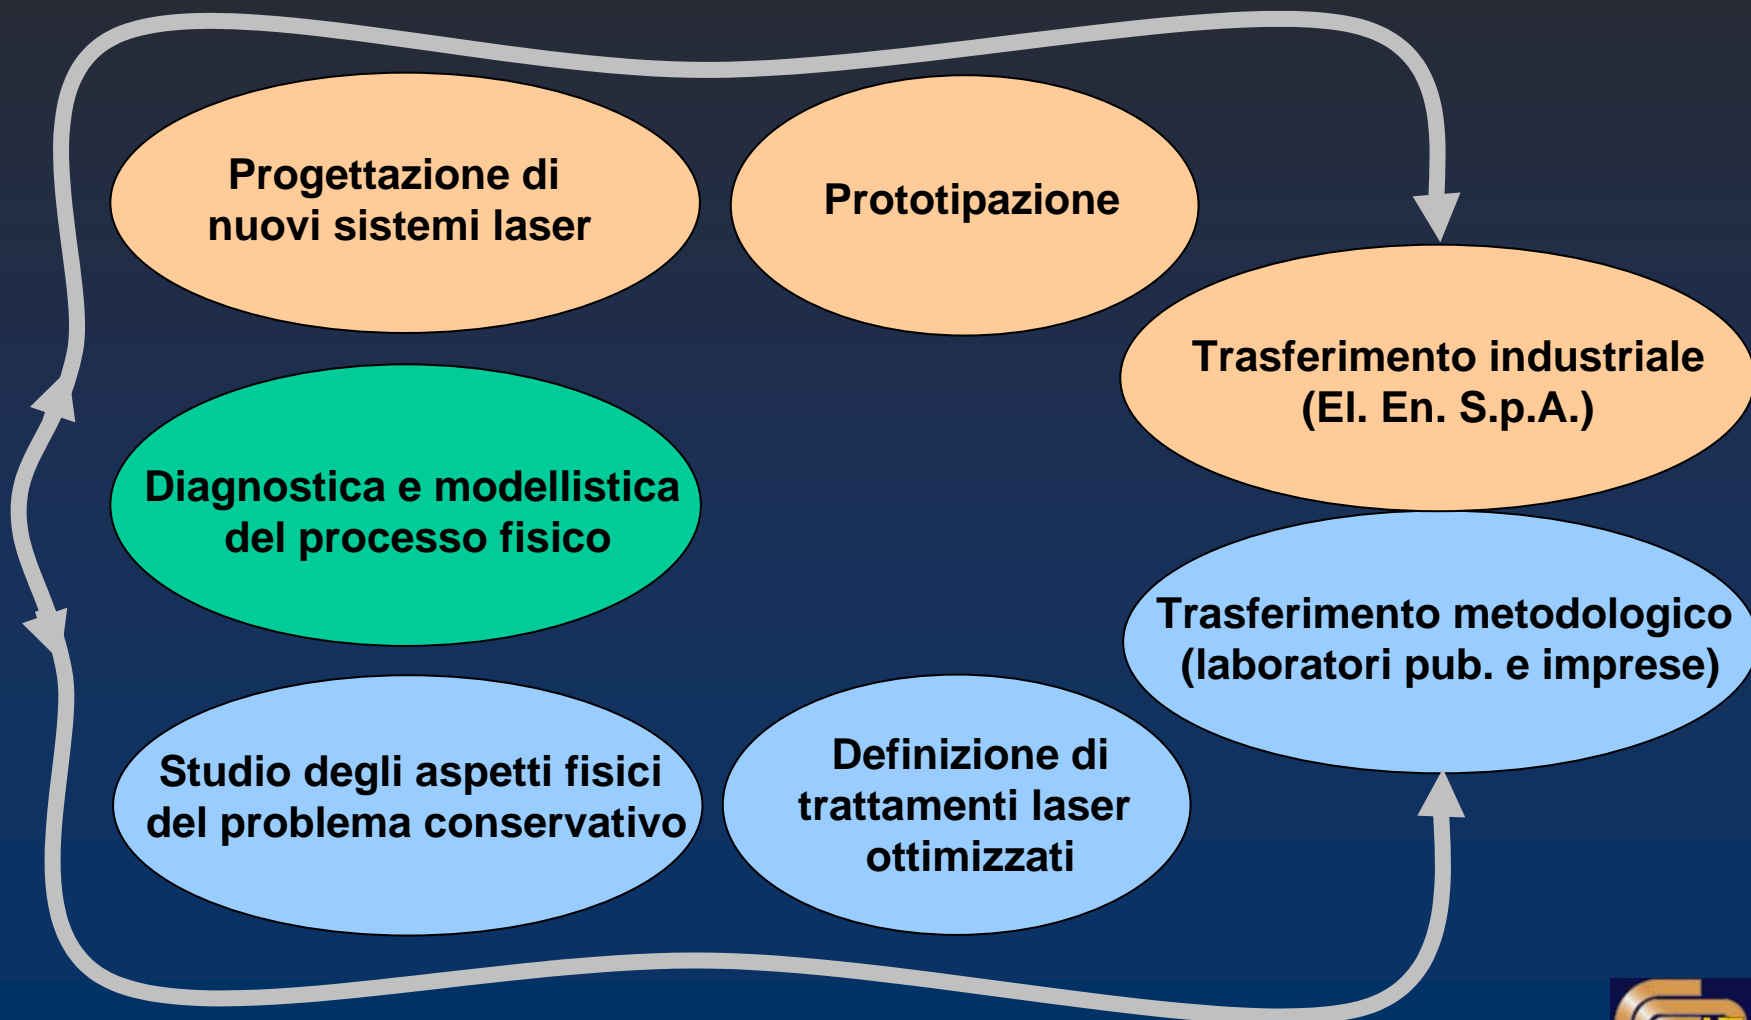 Progettazione di
nuovi sistemi laser
Prototipazione
Trasferimento industriale
(El. En. S.p.A.)
Diagnostica e modellistica
del processo fisico
Trasferimento metodologico
(laboratori pub. e imprese)
Studio degli aspetti fisici
del problema conservativo
Definizione di
trattamenti laser
ottimizzati